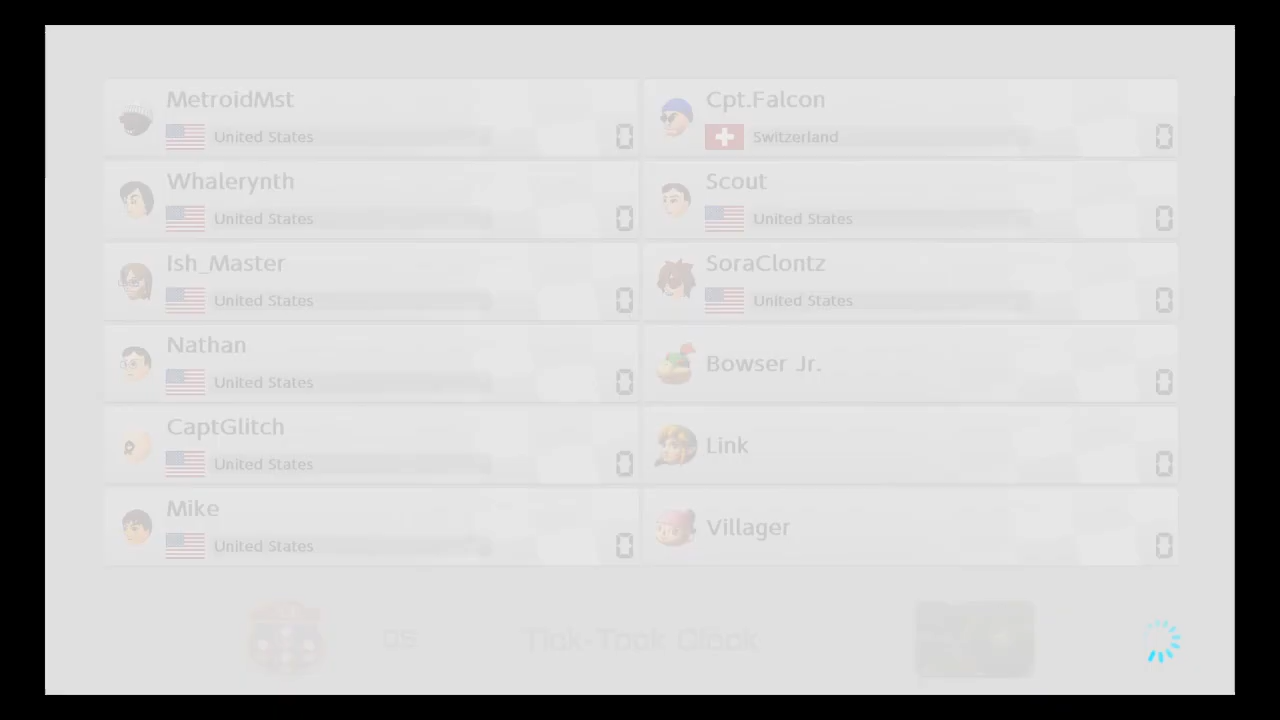 MetroidMst
United States
0
Whalerynth
United States
0
Ish_Master
United States
0
Nathan
United States
0
CaptGlitch
United States
0
Mike
United States
0
Cpt.Falcon
Switzerland
0
Scout
United States
0
SoraClontz
United States
0
Bowser Jr.
0
Link
0
Villager
0
DS Tick-Tock Clock